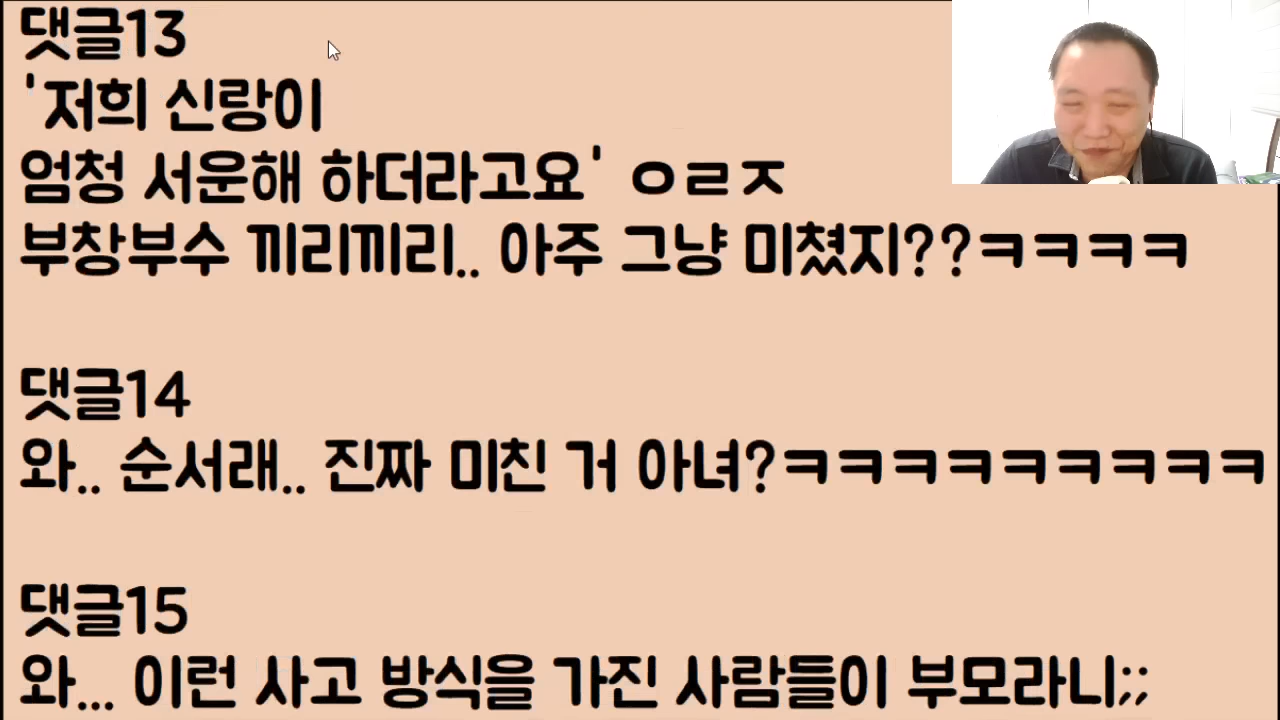 댓글13
'저희 신랑이
엄청 서운해 하더라고요' ㅇㄹㅈ
부창부수 끼리끼리.. 아주 그냥 미쳤지??ㅋㅋㅋㅋ
댓글14
와.. 순서래.. 진짜 미친 거 아녀?ㅋㅋㅋㅋㅋㅋㅋㅋㅋ
댓글15
와... 이런 사고 방식을 가진 사람들이 부모라니;;